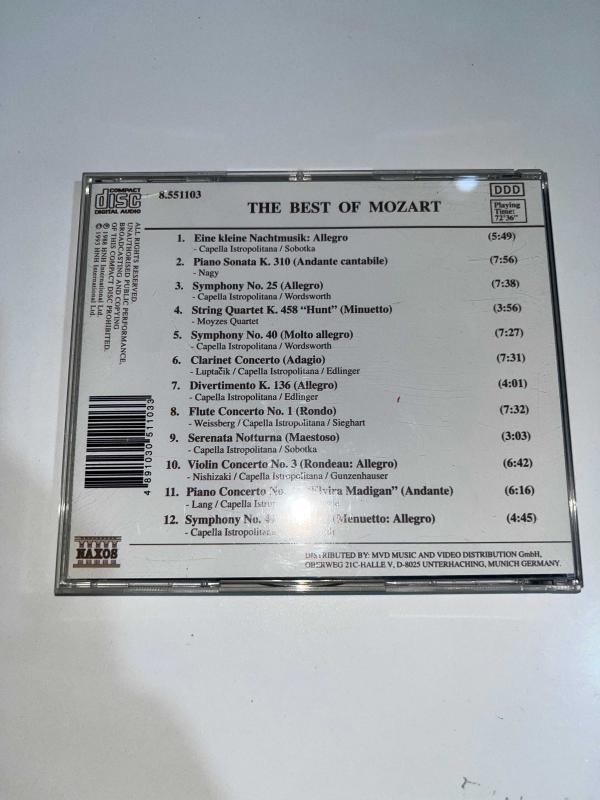 COMPACT
disc
DIGITAL AUDIO
8.551103
THE BEST OF MOZART
DDD
Playing
Time:
72'36"
ALL RIGHTS RESERVED.
UNAUTHORISED PUBLIC PERFORMANCE,
BROADCASTING AND COPYING
OF THIS COMPACT DISC PROHIBITED.
℗ 1988 HNH International Ltd.
© 1995 HNH International Ltd.
1. Eine kleine Nachtmusik: Allegro (5:49)
- Capella Istropolitana / Sobotka
2. Piano Sonata K. 310 (Andante cantabile) (7:56)
- Nagy
3. Symphony No. 25 (Allegro) (7:38)
- Capella Istropolitana / Wordsworth
4. String Quartet K. 458 "Hunt" (Minuetto) (3:56)
- Moyzes Quartet
5. Symphony No. 40 (Molto allegro) (7:27)
- Capella Istropolitana / Wordsworth
6. Clarinet Concerto (Adagio) (7:31)
- Luptačik / Capella Istropolitana / Edlinger
7. Divertimento K. 136 (Allegro) (4:01)
- Capella Istropolitana / Edlinger
8. Flute Concerto No. 1 (Rondo) (7:32)
- Weissberg / Capella Istropolitana / Sieghart
9. Serenata Notturna (Maestoso) (3:03)
- Capella Istropolitana / Sobotka
10. Violin Concerto No. 3 (Rondeau: Allegro) (6:42)
- Nishizaki / Capella Istropolitana / Gunzenhauser
11. Piano Concerto "Elvira Madigan" (Andante) (6:16)
- Lang / Capella
12. Symphony No. (Menuetto: Allegro) (4:45)
- Capella
4 891030 511033
NAXOS
DISTRIBUTED BY: MVD MUSIC AND VIDEO DISTRIBUTION GmbH,
OBERWEG 21C-HALLE V, D-8025 UNTERHACHING, MUNICH GERMANY.